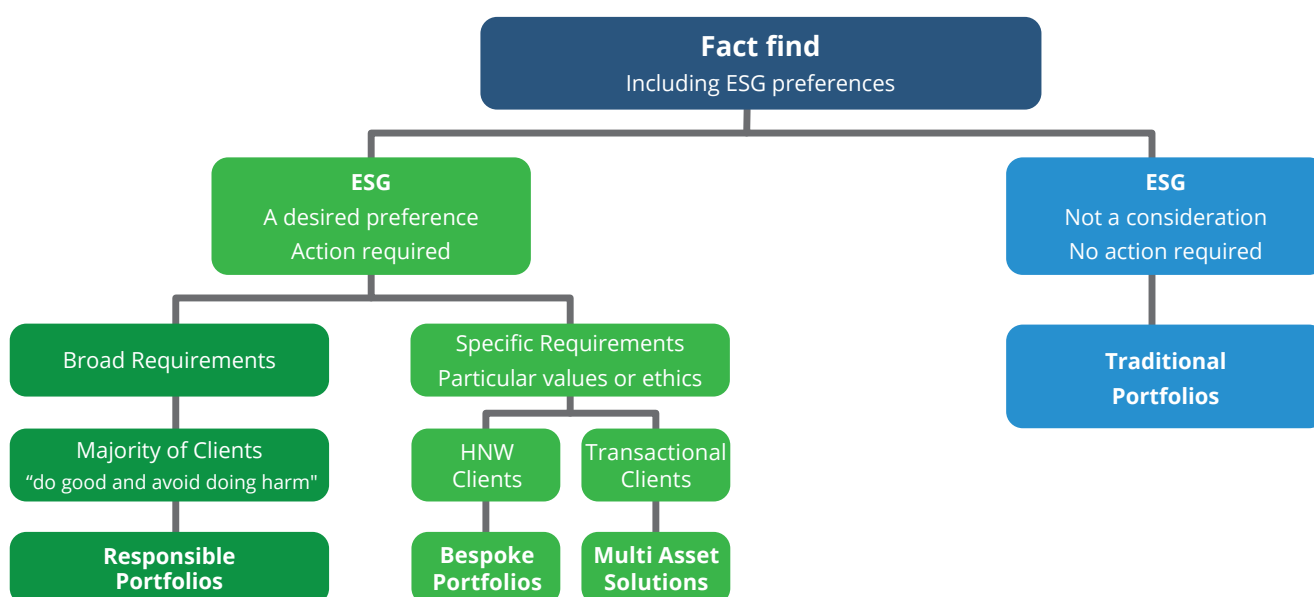 Fact find
Including ESG preferences
ESG
A desired preference
Action required
ESG
Not a consideration
No action required
Broad Requirements
Specific Requirements
Particular values or ethics
Traditional
Portfolios
Majority of Clients
“do good and avoid doing harm"
HNW
Clients
Transactional
Clients
Responsible
Portfolios
Bespoke
Portfolios
Multi Asset
Solutions